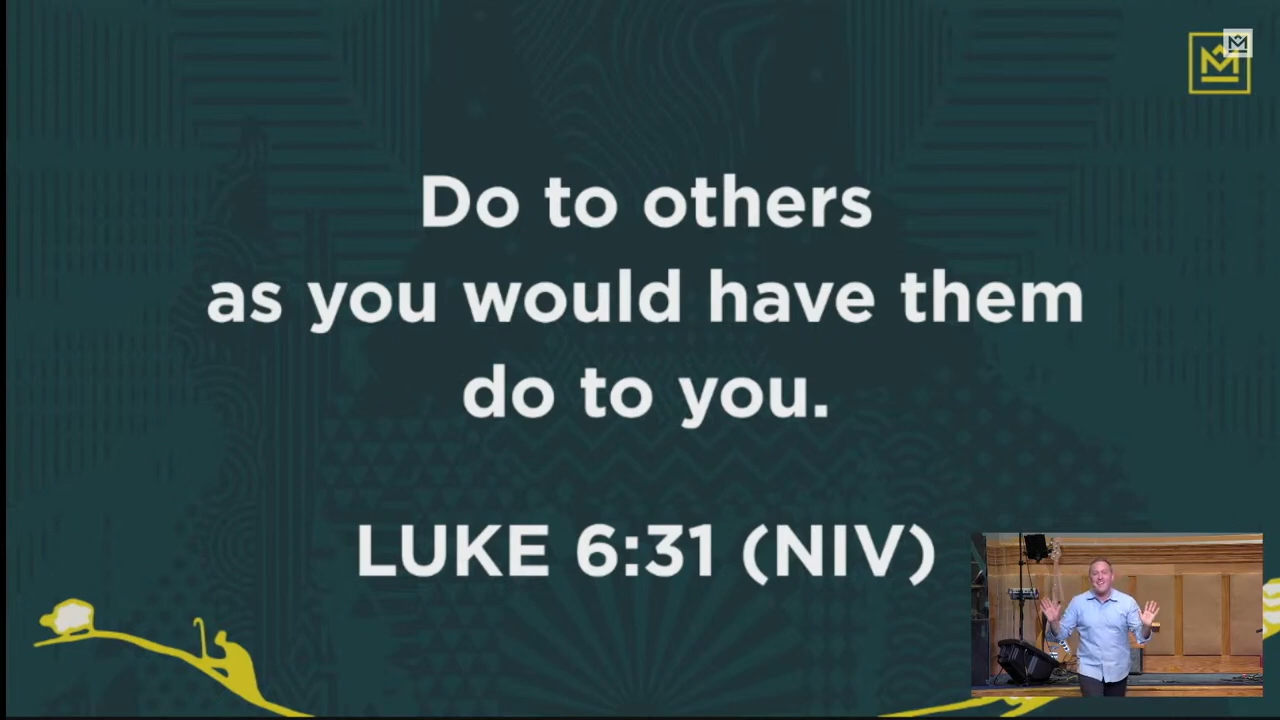 Do to others
as you would have them
do to you.
LUKE 6:31 (NIV)